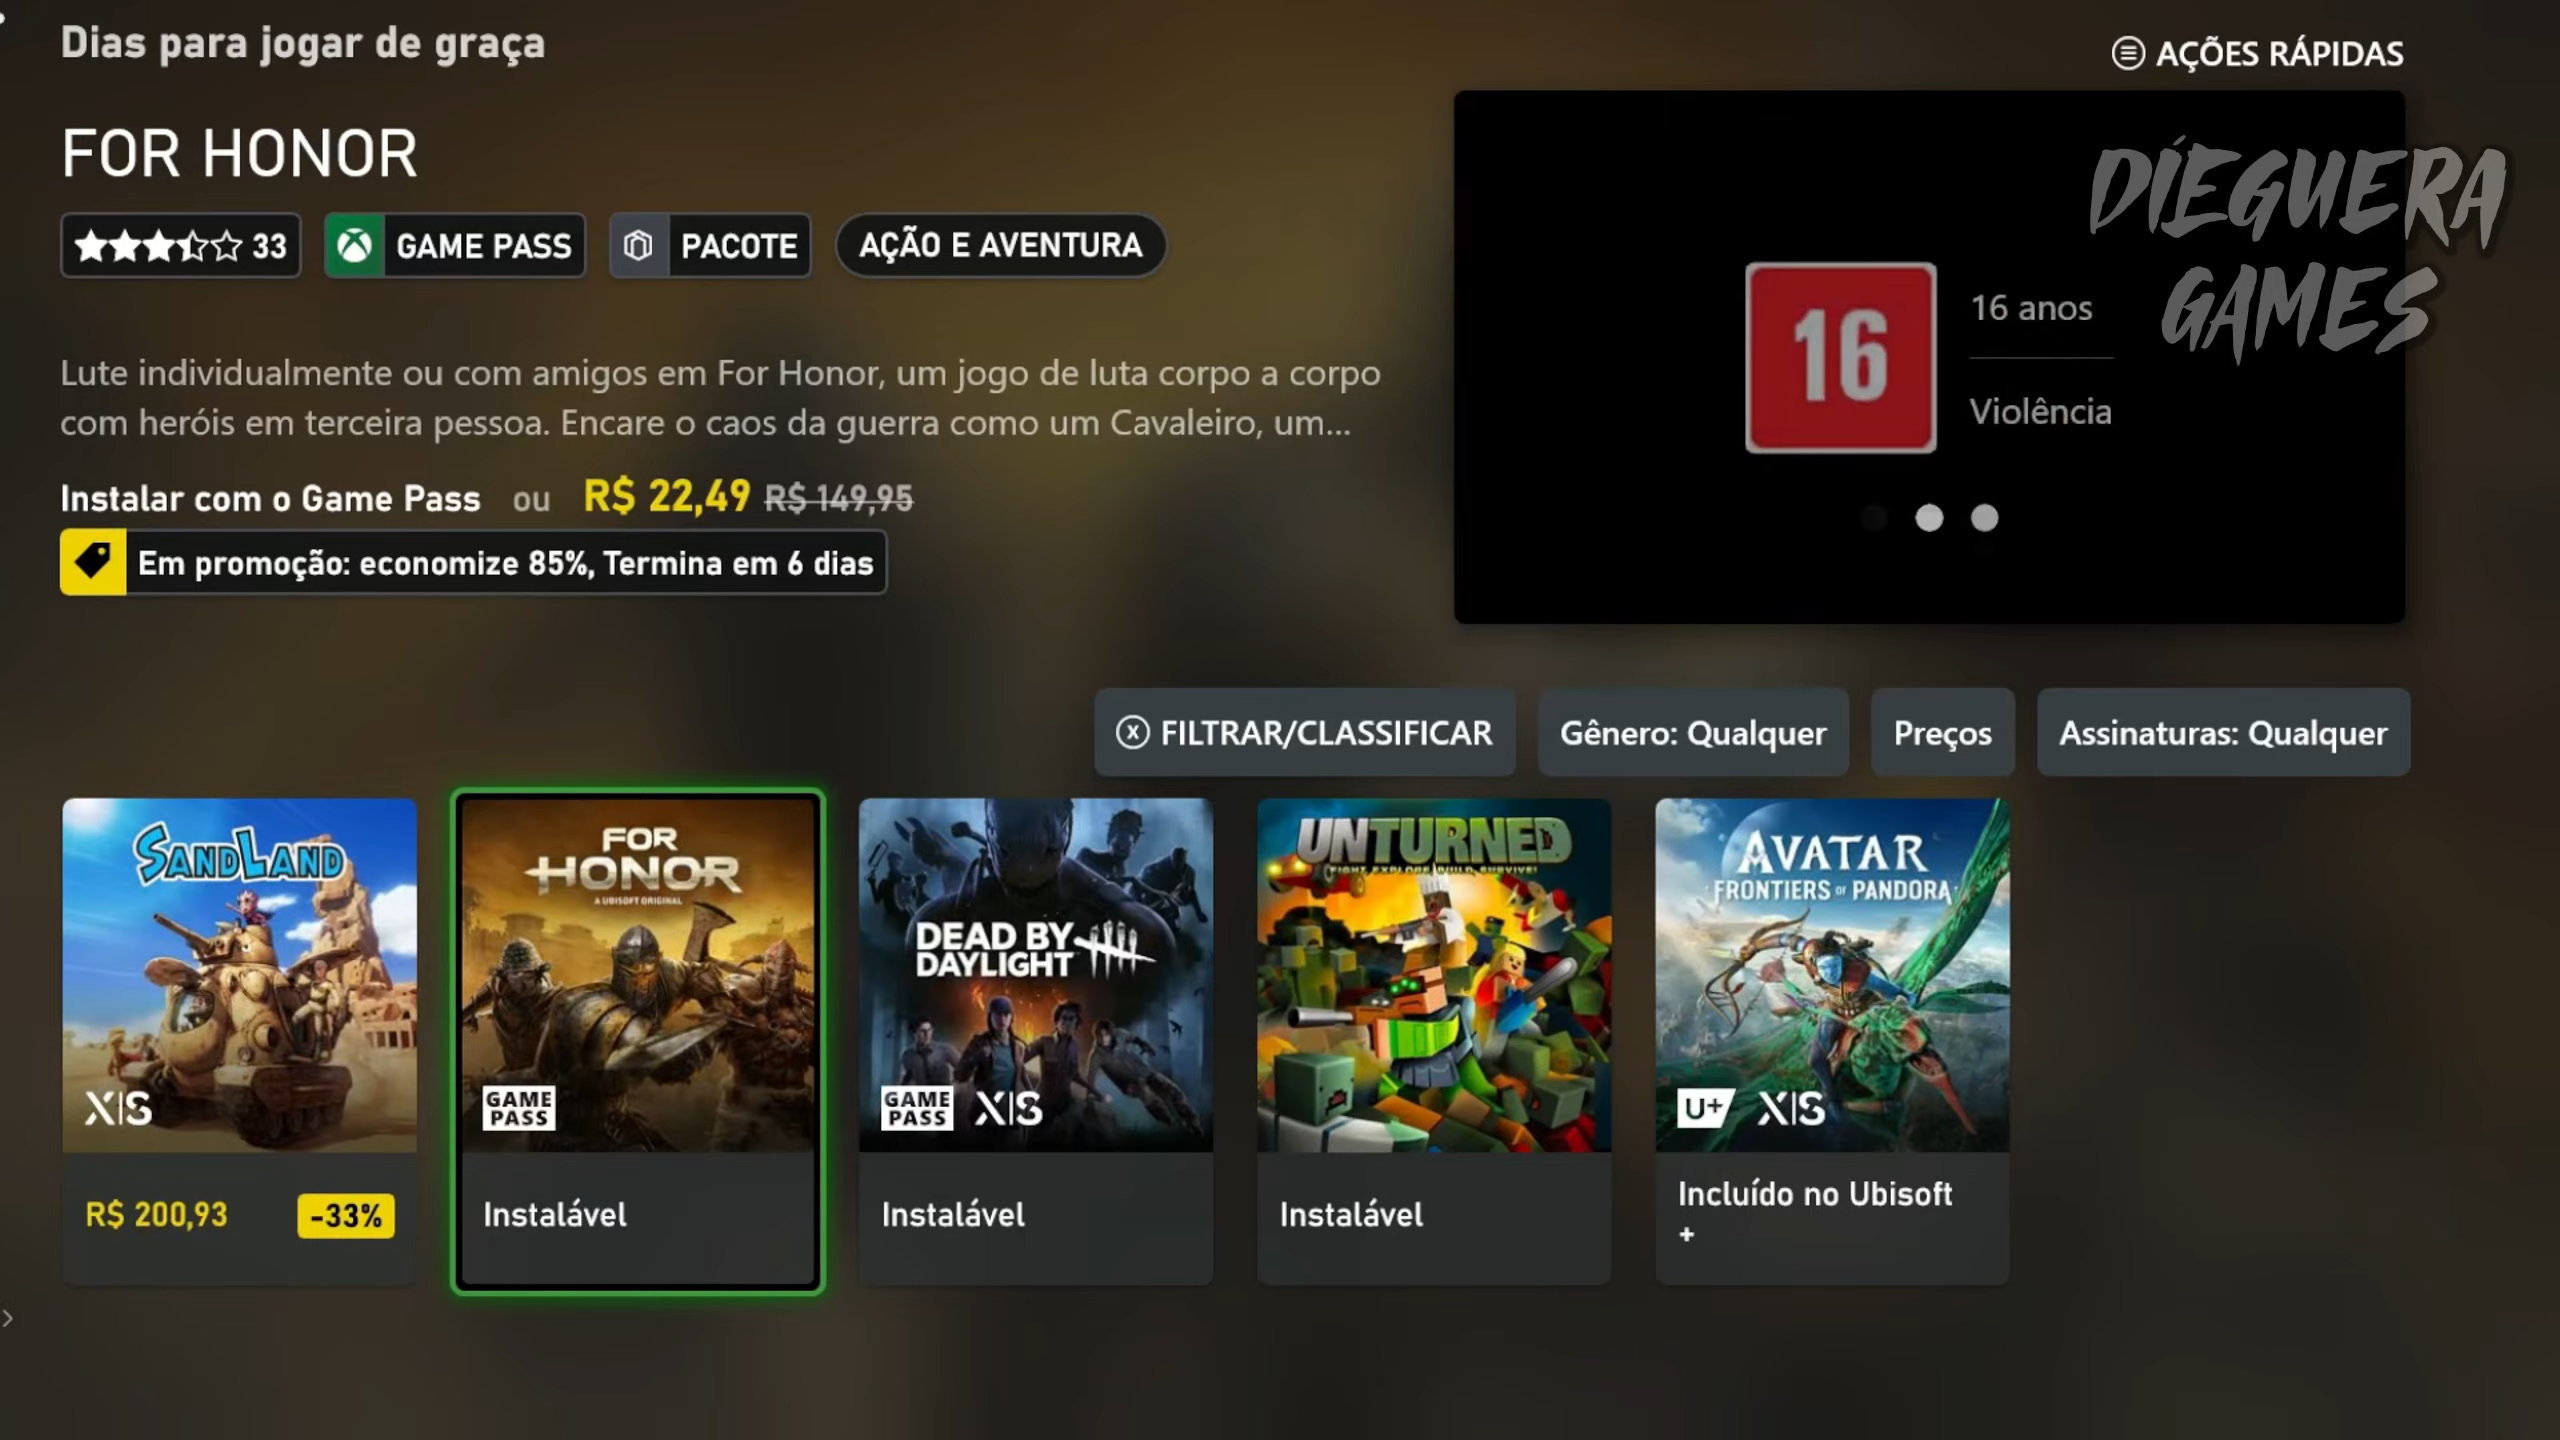 Dias para jogar de graça
AÇÕES RÁPIDAS
FOR HONOR
33
GAME PASS
PACOTE
AÇÃO E AVENTURA
DIEGUERA
GAMES
16
16 anos
Violência
Lute individualmente ou com amigos em For Honor, um jogo de luta corpo a corpo
com heróis em terceira pessoa. Encare o caos da guerra como um Cavaleiro, um...
Instalar com o Game Pass ou R$ 22,49 R$ 149,95
Em promoção: economize 85%, Termina em 6 dias
FILTRAR/CLASSIFICAR
Gênero: Qualquer
Preços
Assinaturas: Qualquer
SANDLAND
X|S
R$ 200,93
-33%
FOR
HONOR
A UBISOFT ORIGINAL
GAME
PASS
Instalável
DEAD BY
DAYLIGHT
GAME
PASS
X|S
Instalável
UNTURNED
FIGHT EXPLORE BUILD SURVIVE!
Instalável
AVATAR
FRONTIERS OF PANDORA
U+
X|S
Incluído no Ubisoft
+